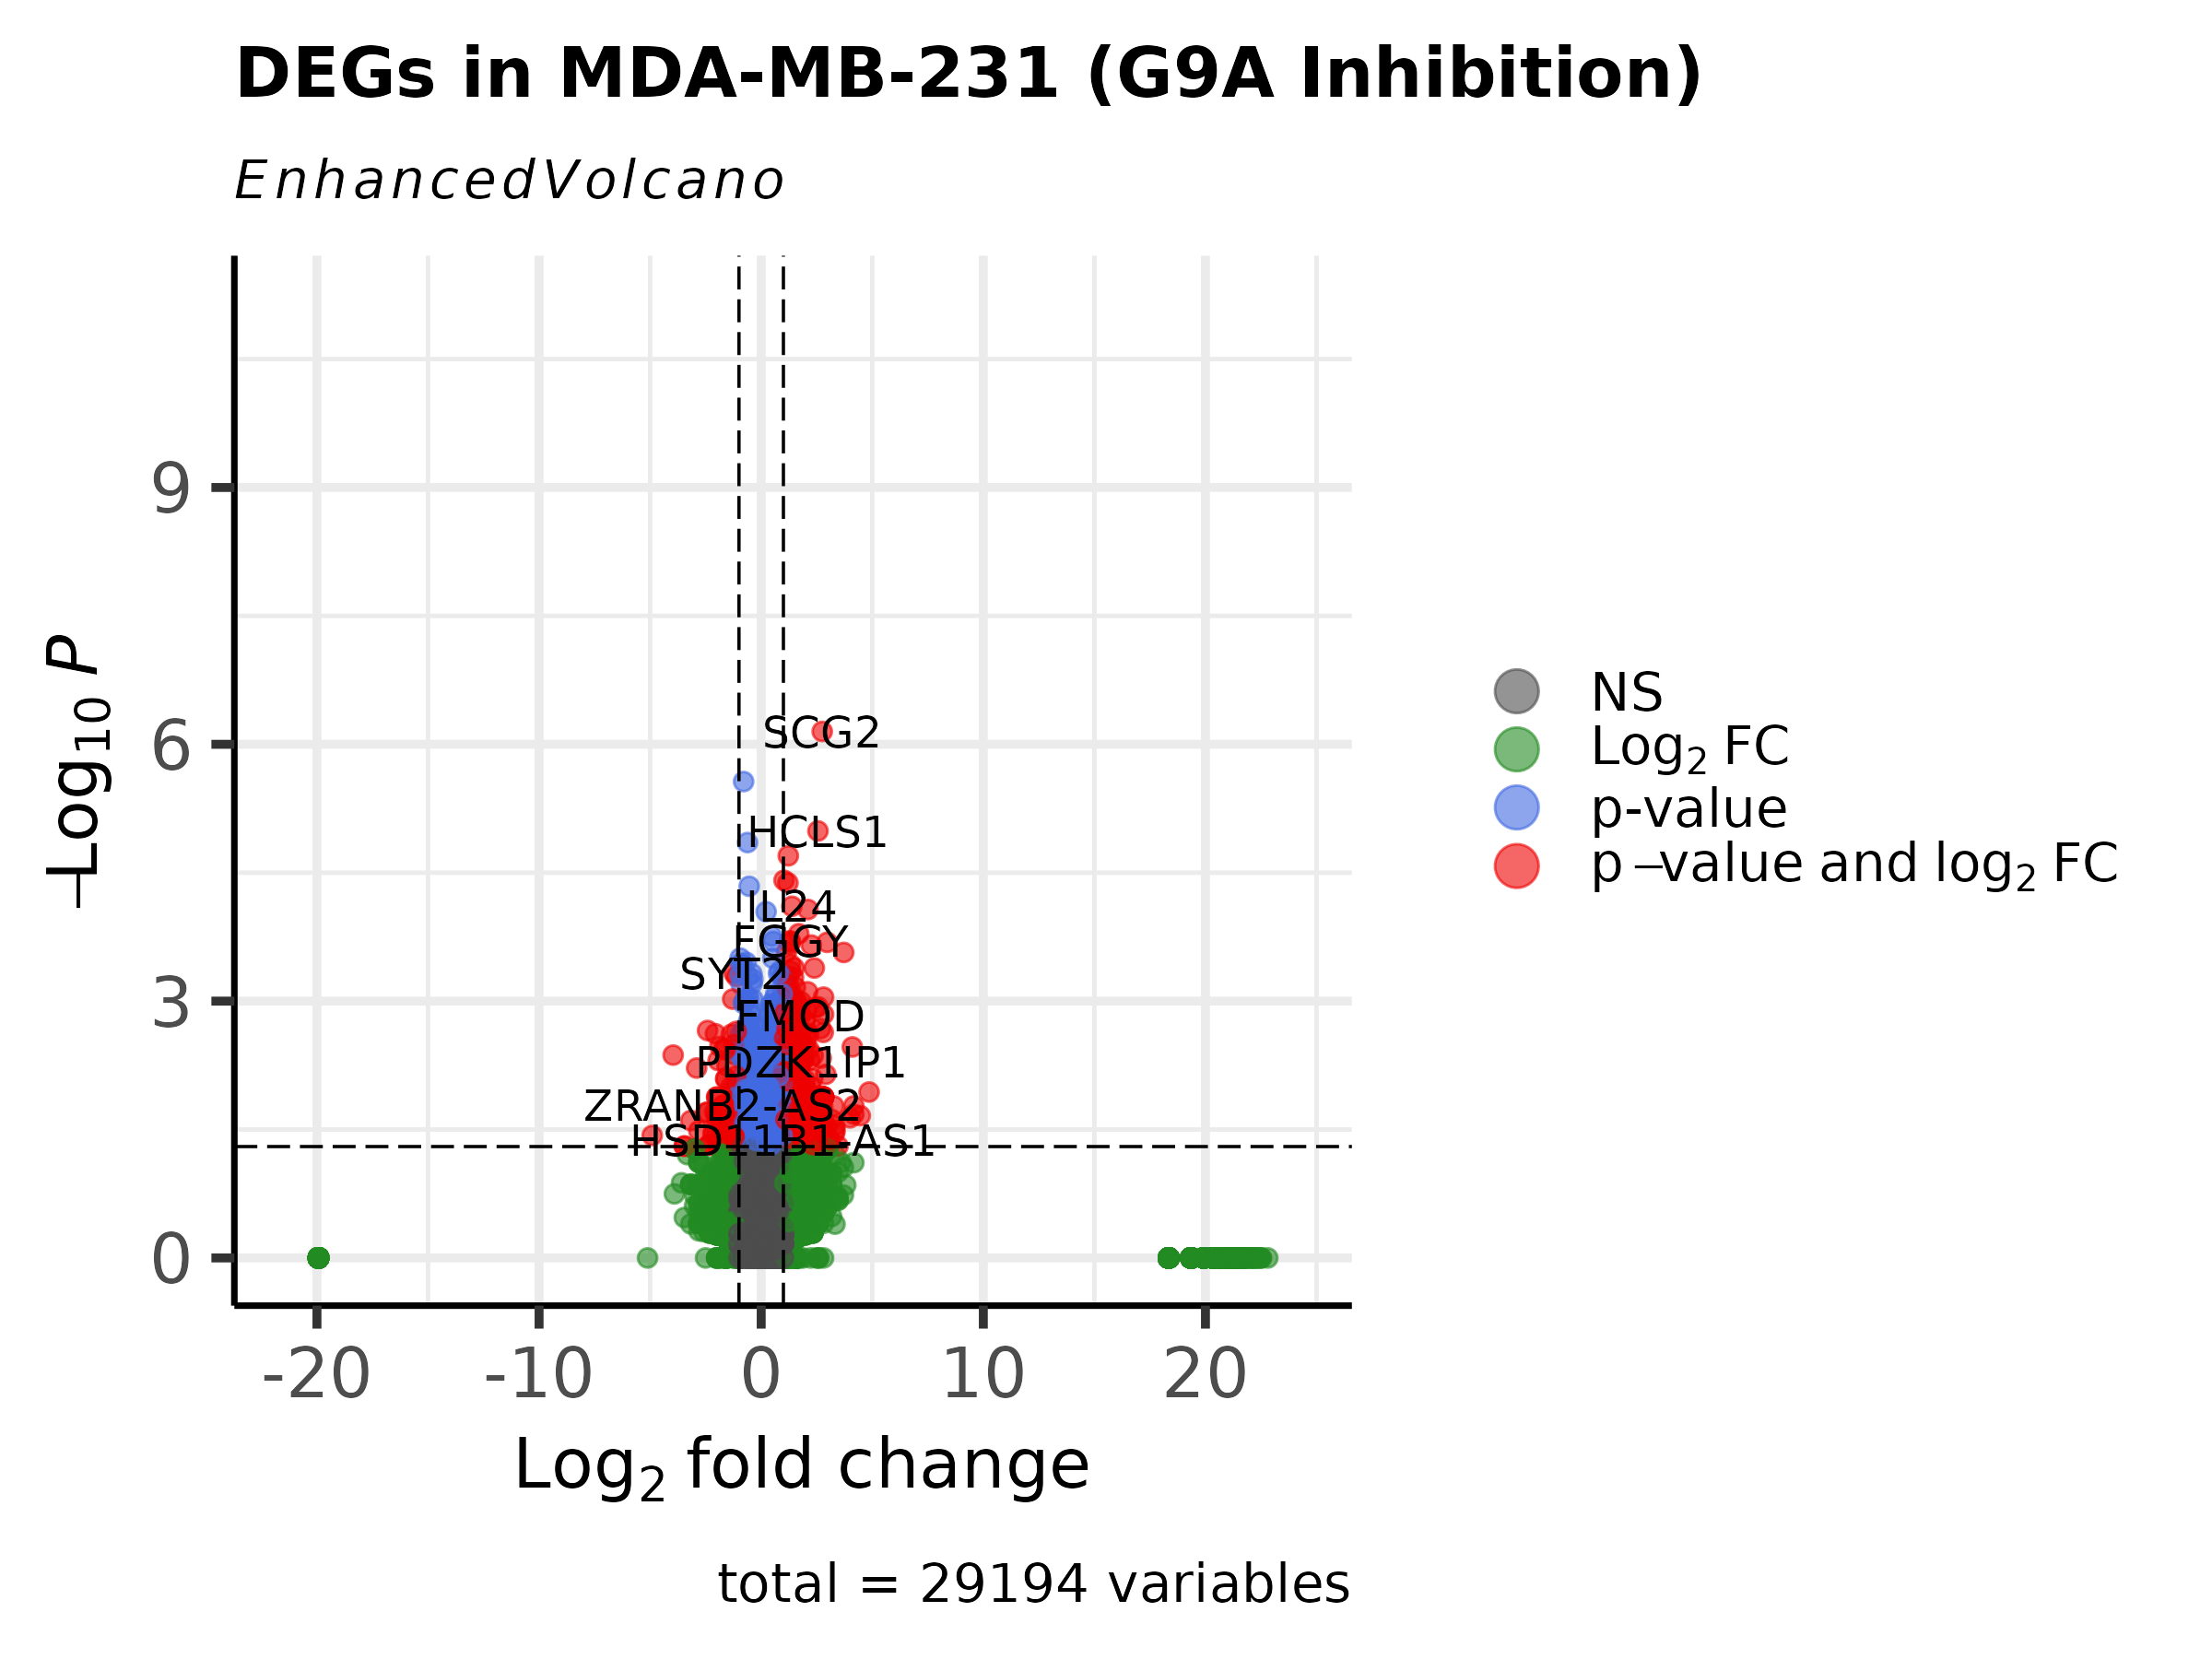 DEGs in MDA-MB-231 (G9A Inhibition)
EnhancedVolcano
−Log₁₀ P
9
6
3
0
SCG2
HCLS1
IL24
FGGY
SYT2
FMOD
PDZK1IP1
ZRANB2-AS2
HSD11B1-AS1
-20 -10 0 10 20
Log₂ fold change
NS
Log₂ FC
p-value
p−value and log₂ FC
total = 29194 variables